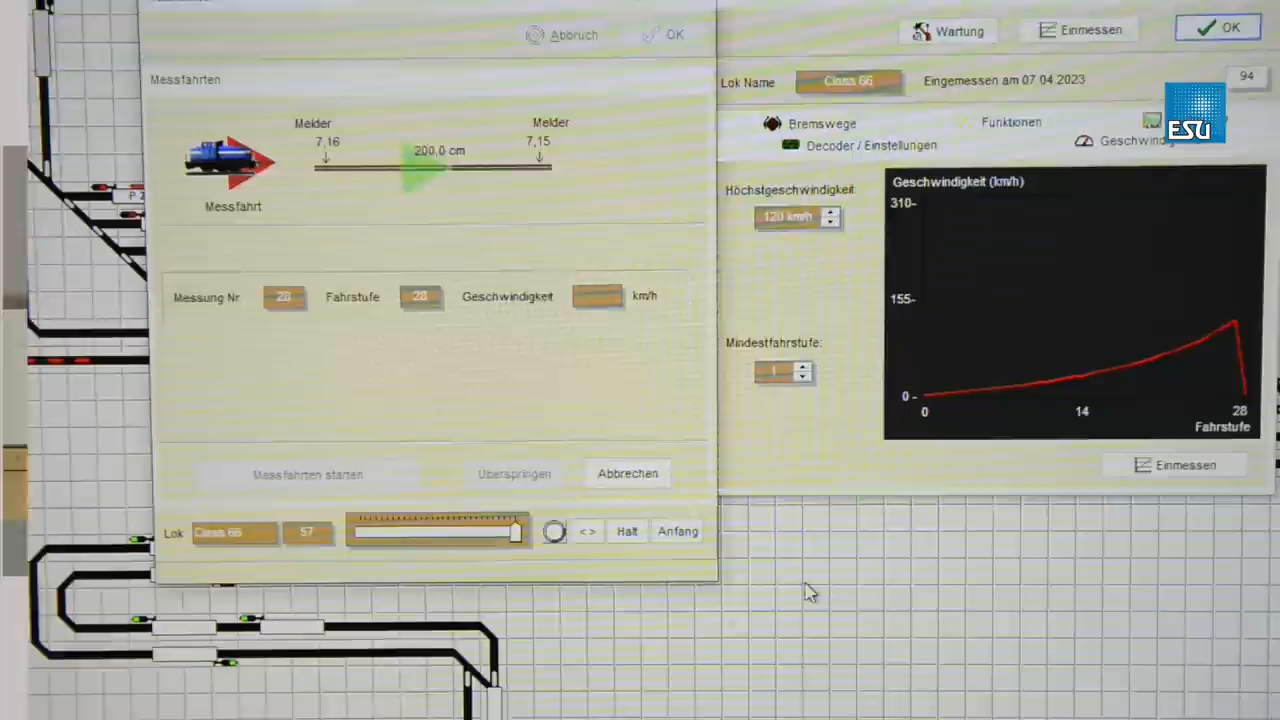 Abbruch OK
Wartung Einmessen OK
Messfahrten
Lok Name Class 66 Eingemessen am 07 04.2023 94
ESU
Melder Melder
7,16 200,0 cm 7,15
Messfahrt
Bremswege Funktionen
Decoder / Einstellungen
Höchstgeschwindigkeit:
120 km/h
Geschwindigkeit (km/h)
310-
155-
0-
0 14 28
Fahrstufe
Messung Nr 28 Fahrstufe 28 Geschwindigkeit km/h
Mindestfahrstufe:
1
Einmessen
Messfahrten starten Überspringen Abbrechen
Lok Class 66 57 <> Halt Anfang